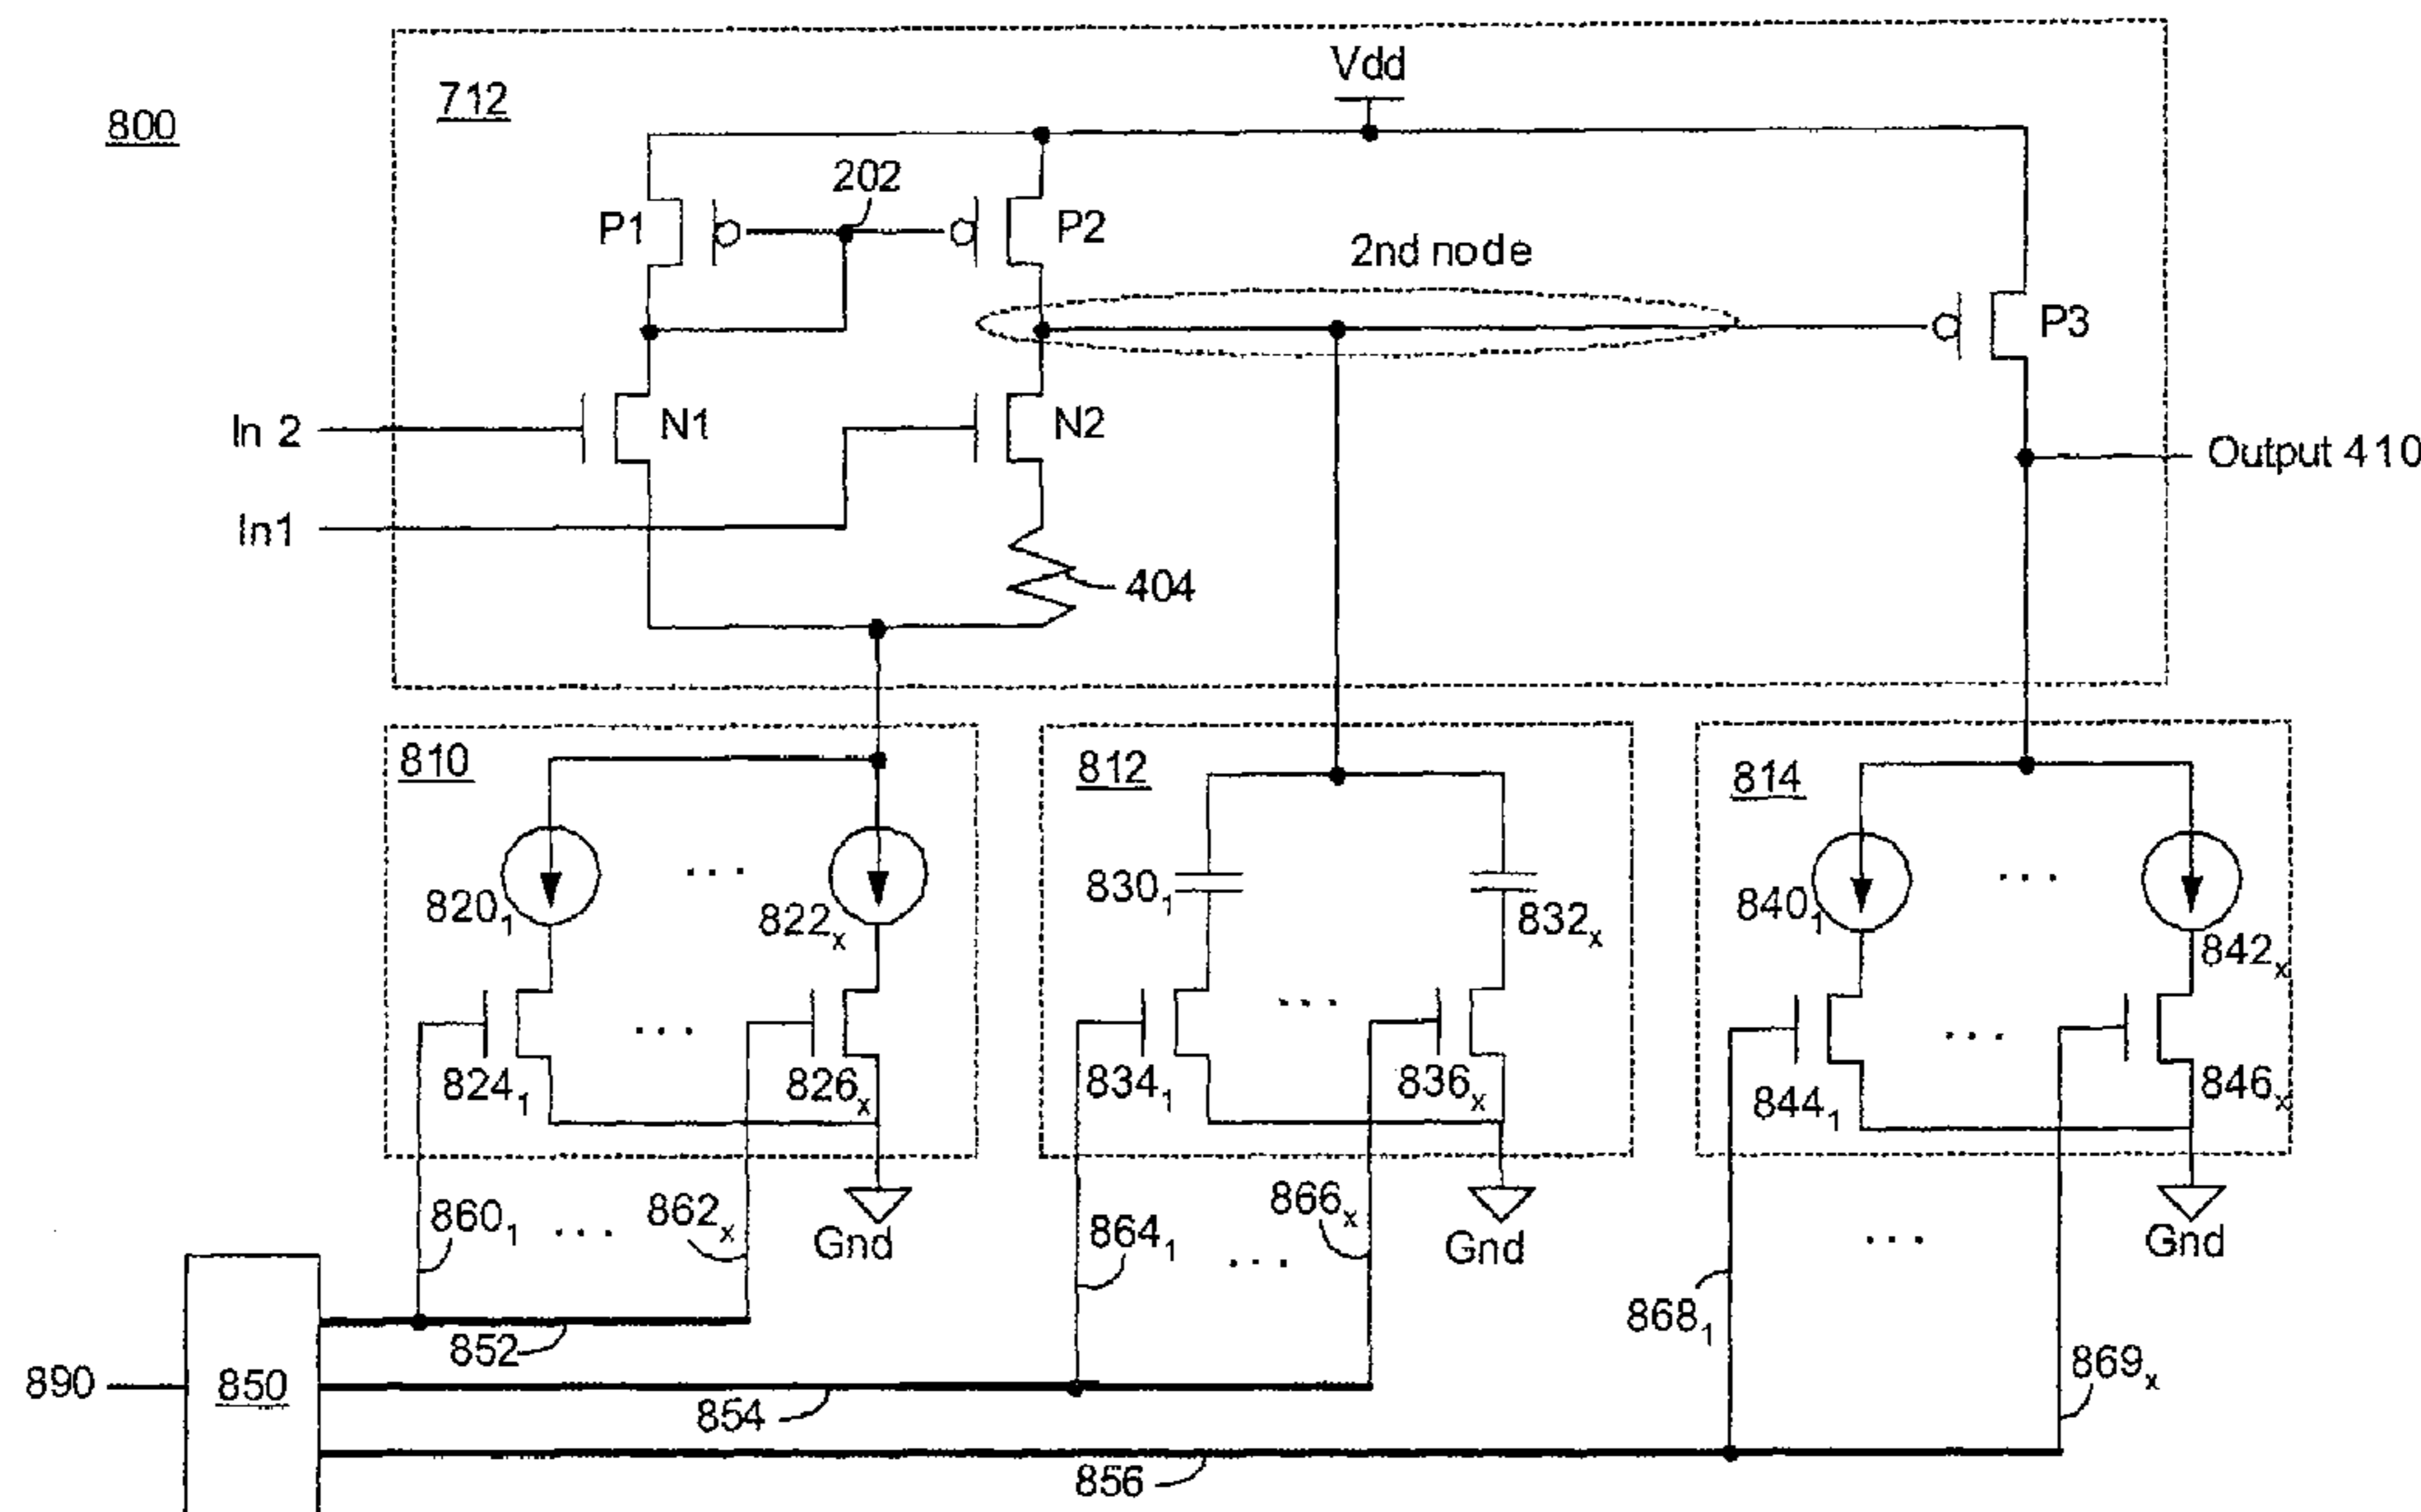 Vdd
712
800
202
P1
P2
2nd node
P3
In 2
N1
N2
Output 410
In1
404
810
812
814
820₁
822ₓ
830₁
832ₓ
840₁
842ₓ
824₁
826ₓ
834₁
836ₓ
844₁
846ₓ
860₁
862ₓ
Gnd
864₁
866ₓ
Gnd
868₁
Gnd
852
890
850
854
869ₓ
856